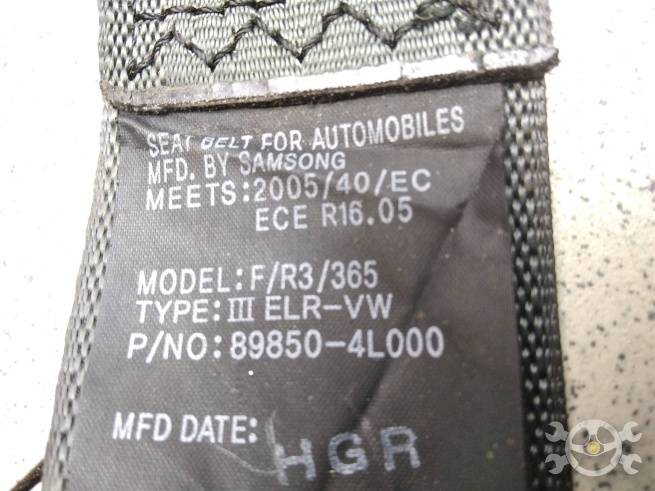 SEAT BELT FOR AUTOMOBILES
MFD. BY SAMSONG
MEETS:2005/40/EC
ECE R16.05
MODEL:F/R3/365
TYPE:III ELR-VW
P/NO:89850-4L000
MFD DATE: HGR